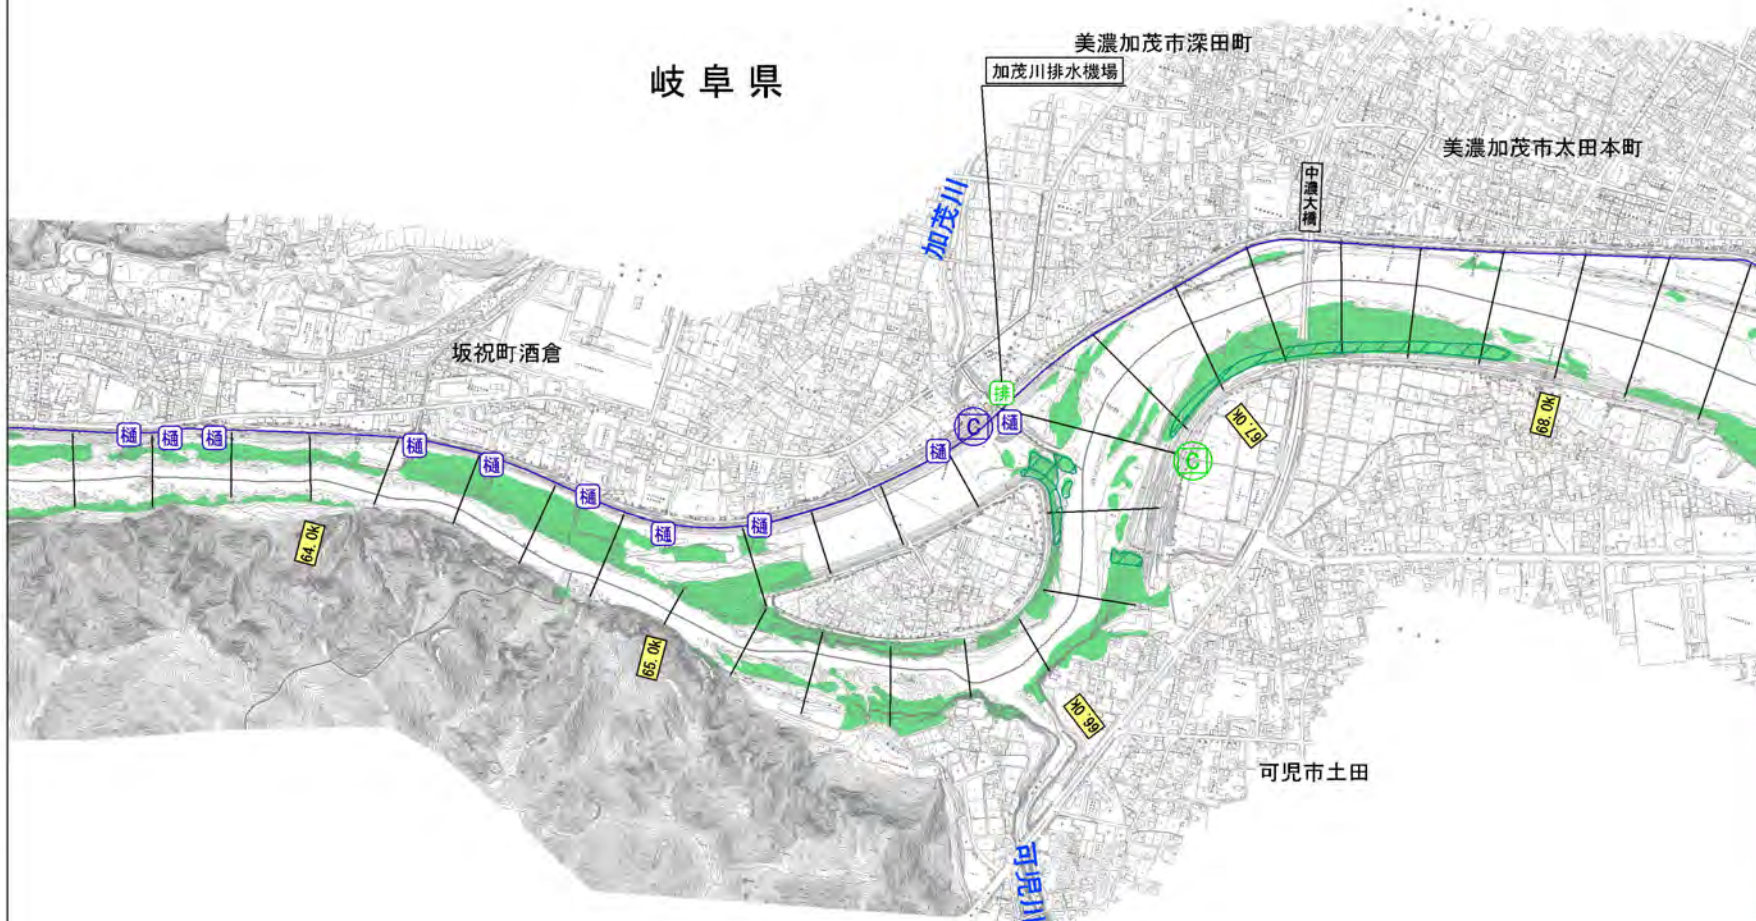 美濃加茂市深田町
岐阜県
加茂川排水機場
美濃加茂市太田本町
中濃大橋
加茂川
坂祝町酒倉
排
C
樋
樋
樋
樋
樋
樋
樋
樋
樋
樋
C
67.0k
68.0k
64.0k
65.0k
66.0k
可児市土田
可児川